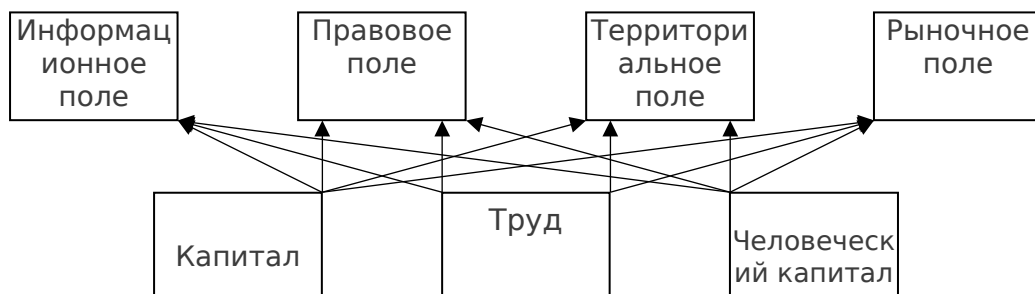 Информац
ионное
поле
Правовое
поле
Территори
альное
поле
Рыночное
поле
Капитал
Труд
Человеческ
ий капитал